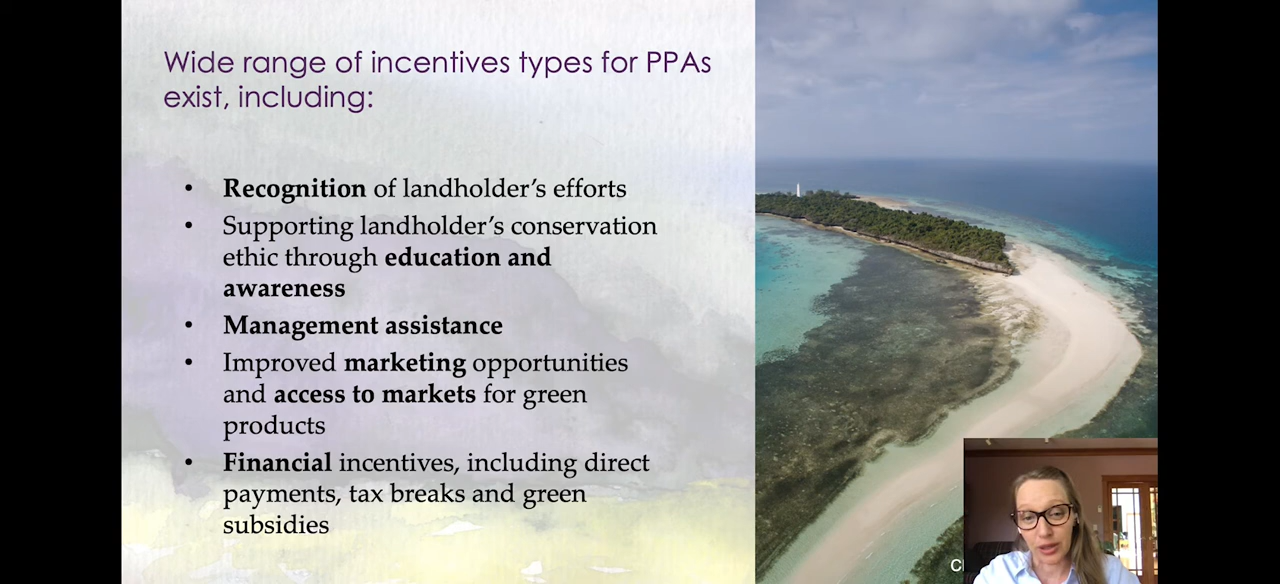 Wide range of incentives types for PPAs
exist, including:
• Recognition of landholder’s efforts
• Supporting landholder’s conservation
ethic through education and
awareness
• Management assistance
• Improved marketing opportunities
and access to markets for green
products
• Financial incentives, including direct
payments, tax breaks and green
subsidies